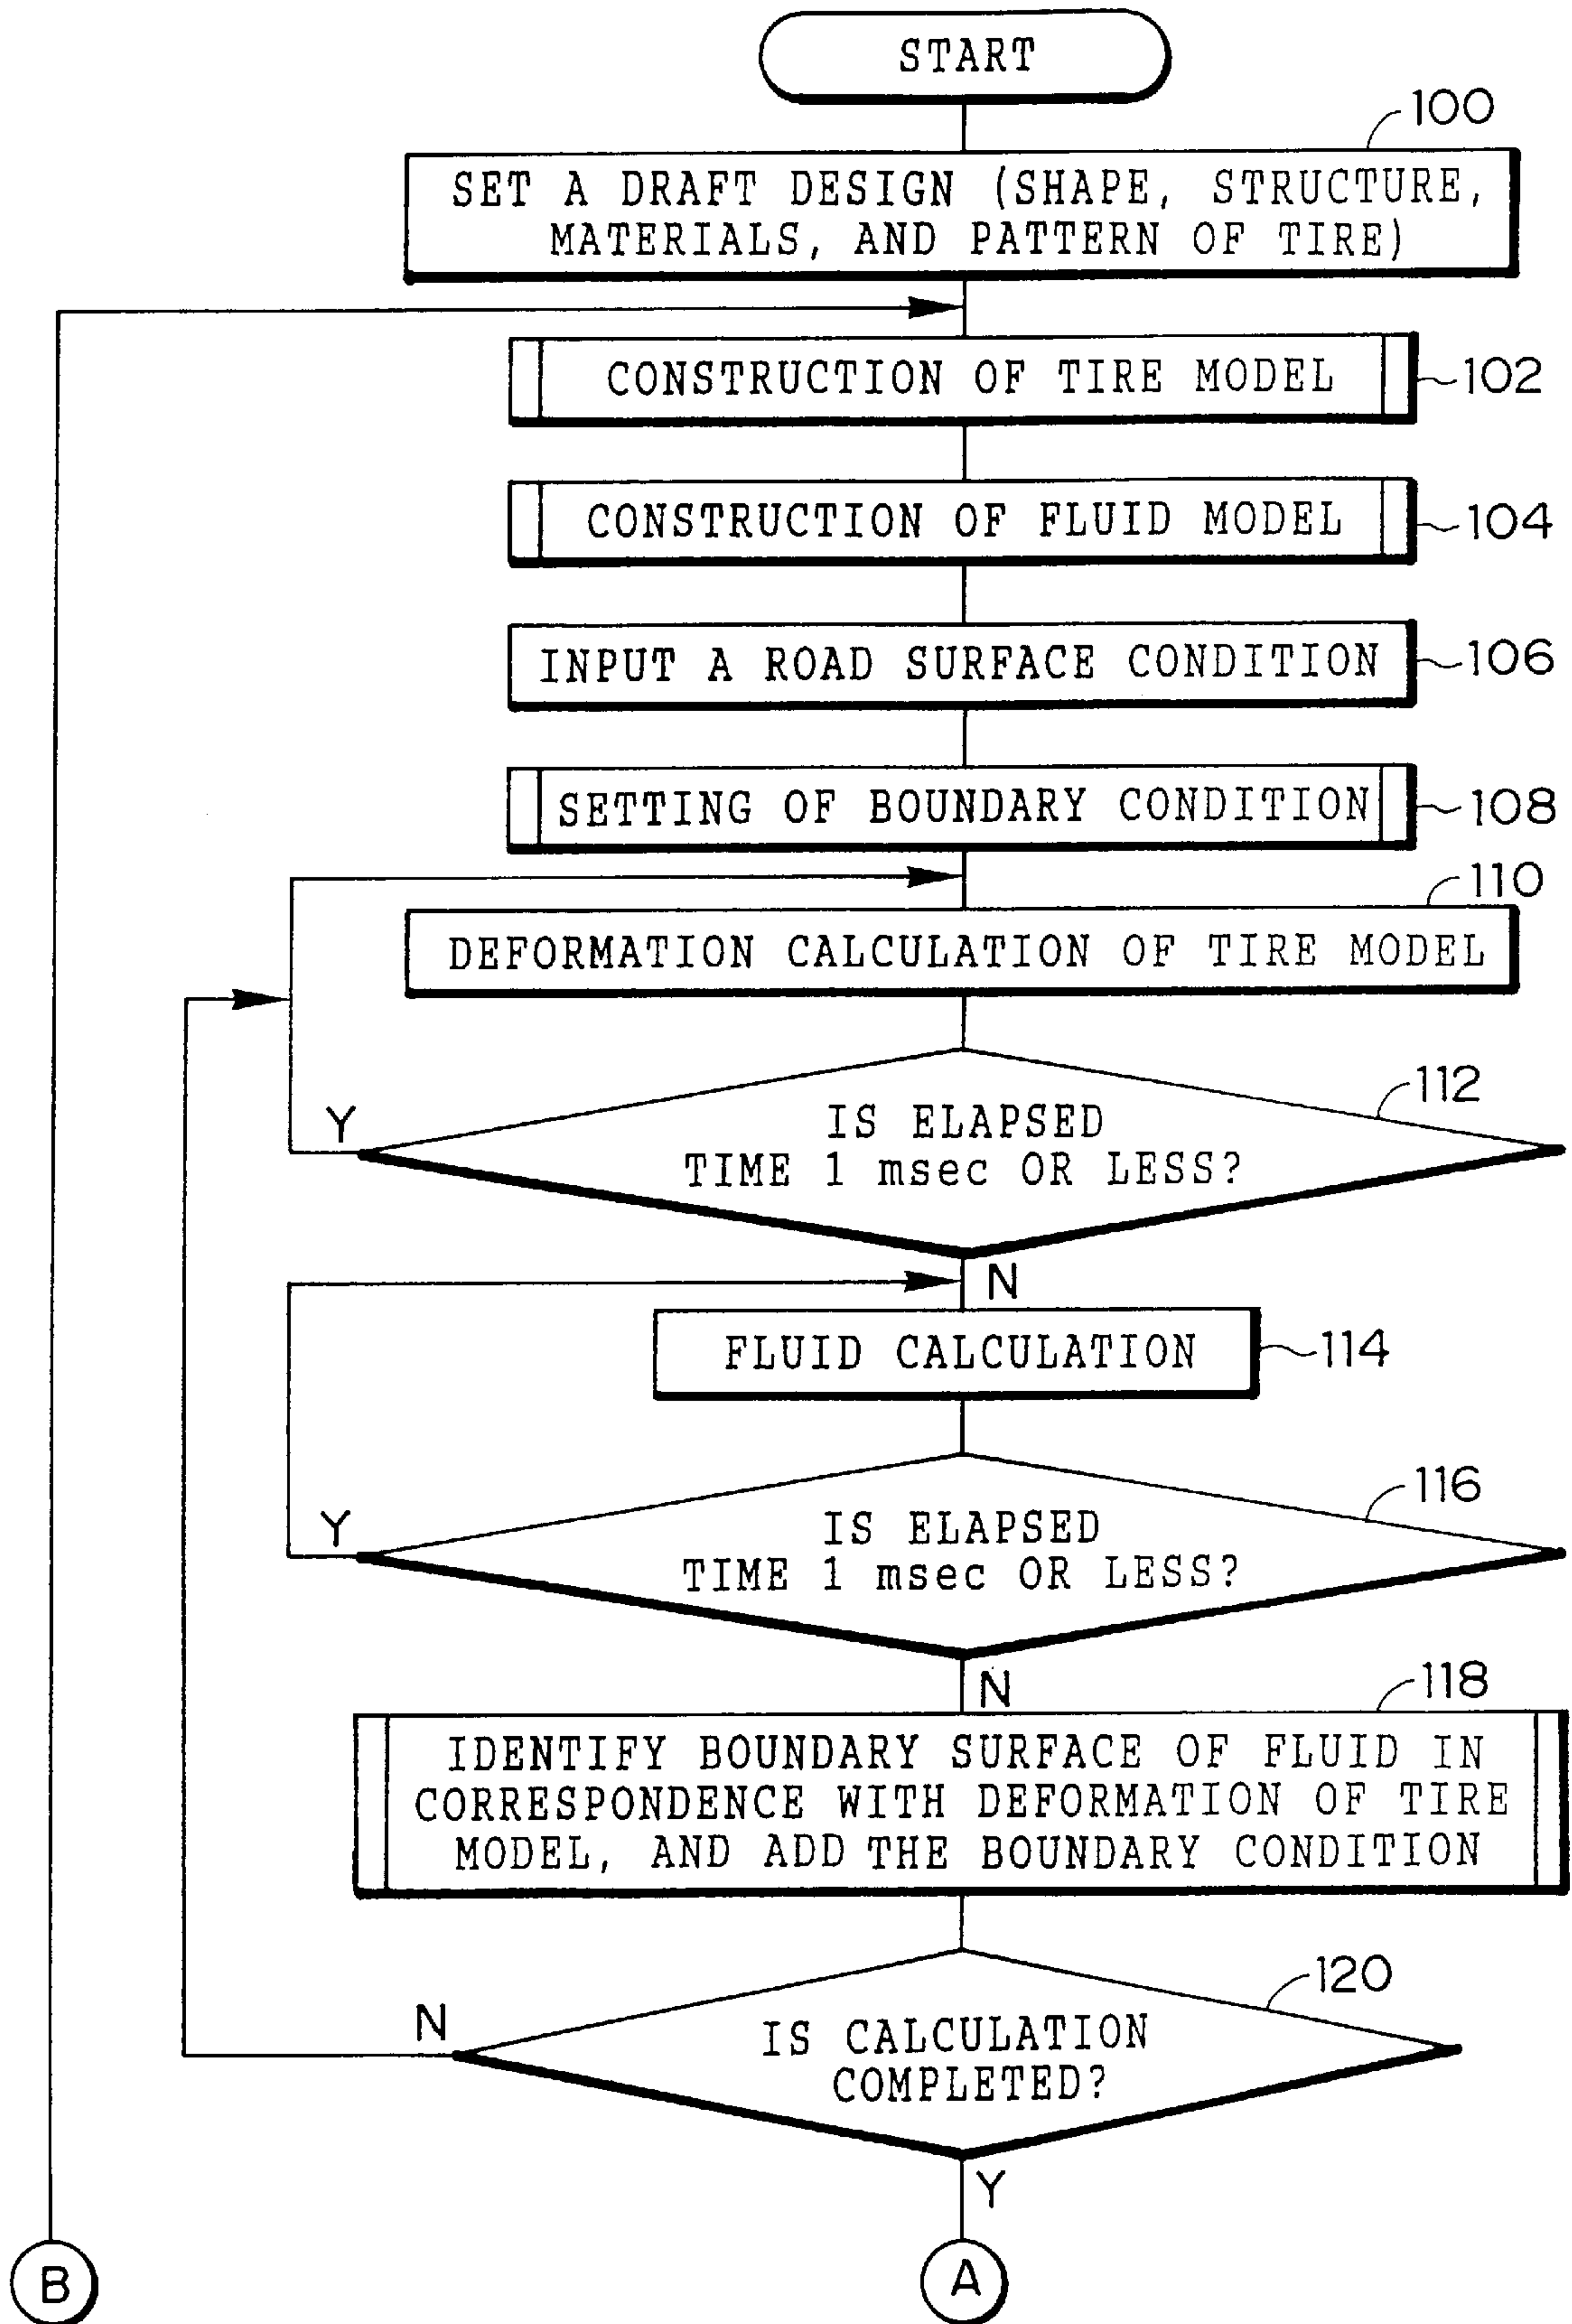 START
100
SET A DRAFT DESIGN (SHAPE, STRUCTURE,
MATERIALS, AND PATTERN OF TIRE)
CONSTRUCTION OF TIRE MODEL
102
CONSTRUCTION OF FLUID MODEL
104
INPUT A ROAD SURFACE CONDITION
106
SETTING OF BOUNDARY CONDITION
108
110
DEFORMATION CALCULATION OF TIRE MODEL
112
Y
IS ELAPSED
TIME 1 msec OR LESS?
N
FLUID CALCULATION
114
116
Y
IS ELAPSED
TIME 1 msec OR LESS?
N
118
IDENTIFY BOUNDARY SURFACE OF FLUID IN
CORRESPONDENCE WITH DEFORMATION OF TIRE
MODEL, AND ADD THE BOUNDARY CONDITION
120
N
IS CALCULATION
COMPLETED?
Y
B
A